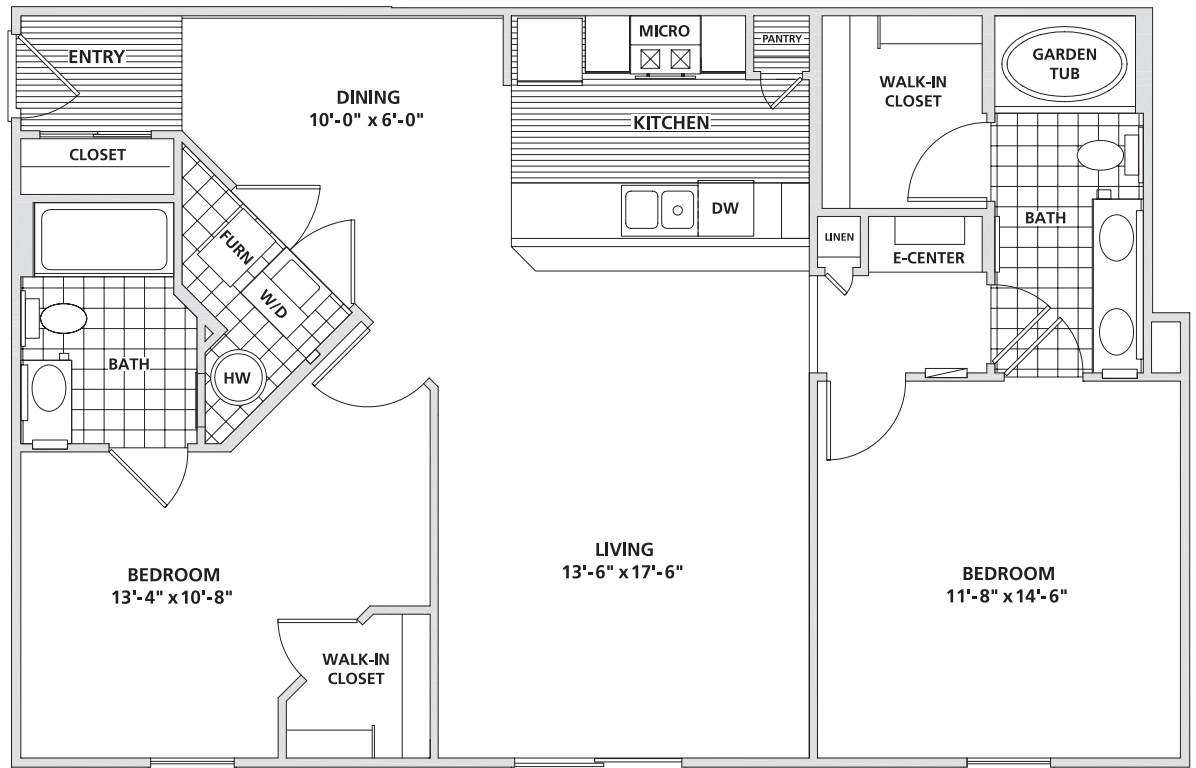 ENTRY
DINING
10'-0" x 6'-0"
MICRO
PANTRY
KITCHEN
WALK-IN
CLOSET
GARDEN
TUB
CLOSET
FURN
W/D
DW
LINEN
E-CENTER
BATH
BATH
HW
BEDROOM
13'-4" x 10'-8"
LIVING
13'-6" x 17'-6"
BEDROOM
11'-8" x 14'-6"
WALK-IN
CLOSET